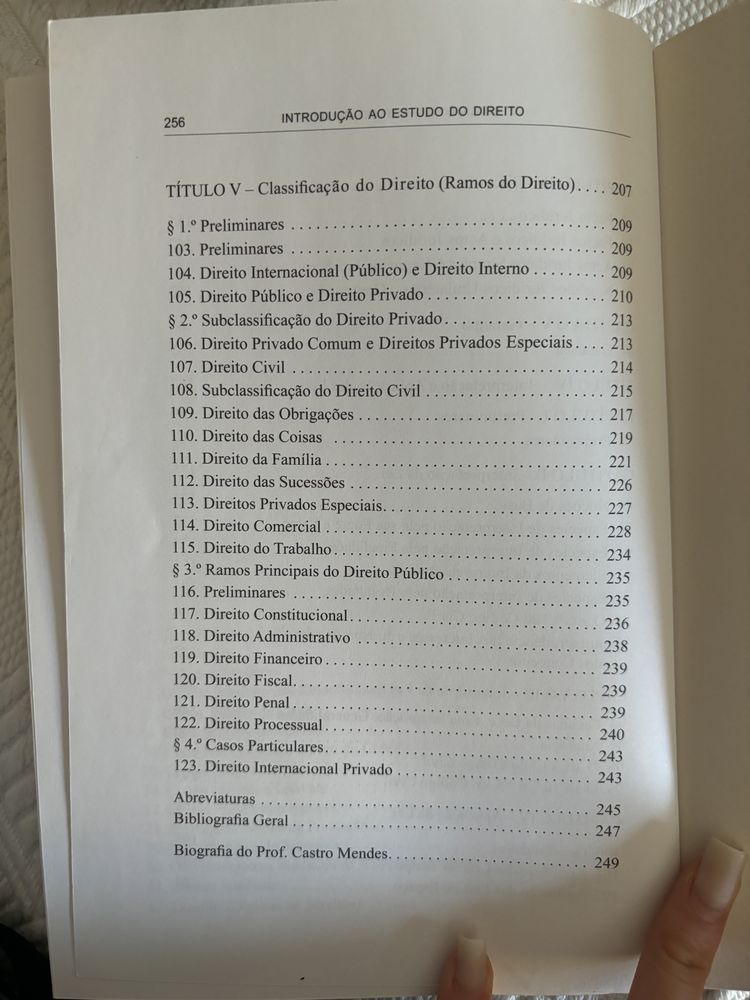 256 INTRODUÇÃO AO ESTUDO DO DIREITO
TÍTULO V – Classificação do Direito (Ramos do Direito). . . . 207
§ 1.º Preliminares . . . . . . . . . . . . . . . . . . . . . . . . . . . . . . . . . . . . 209
103. Preliminares . . . . . . . . . . . . . . . . . . . . . . . . . . . . . . . . . . . . 209
104. Direito Internacional (Público) e Direito Interno . . . . . . . . 209
105. Direito Público e Direito Privado . . . . . . . . . . . . . . . . . . . . 210
§ 2.º Subclassificação do Direito Privado . . . . . . . . . . . . . . . . . . 213
106. Direito Privado Comum e Direitos Privados Especiais. . . . 213
107. Direito Civil . . . . . . . . . . . . . . . . . . . . . . . . . . . . . . . . . . . . 214
108. Subclassificação do Direito Civil . . . . . . . . . . . . . . . . . . . . 215
109. Direito das Obrigações . . . . . . . . . . . . . . . . . . . . . . . . . . . . 217
110. Direito das Coisas . . . . . . . . . . . . . . . . . . . . . . . . . . . . . . . 219
111. Direito da Família . . . . . . . . . . . . . . . . . . . . . . . . . . . . . . . . 221
112. Direito das Sucessões . . . . . . . . . . . . . . . . . . . . . . . . . . . . . 226
113. Direitos Privados Especiais. . . . . . . . . . . . . . . . . . . . . . . . . 227
114. Direito Comercial . . . . . . . . . . . . . . . . . . . . . . . . . . . . . . . . 228
115. Direito do Trabalho . . . . . . . . . . . . . . . . . . . . . . . . . . . . . . . 234
§ 3.º Ramos Principais do Direito Público . . . . . . . . . . . . . . . . . 235
116. Preliminares . . . . . . . . . . . . . . . . . . . . . . . . . . . . . . . . . . . . 235
117. Direito Constitucional . . . . . . . . . . . . . . . . . . . . . . . . . . . . . 236
118. Direito Administrativo . . . . . . . . . . . . . . . . . . . . . . . . . . . . 238
119. Direito Financeiro . . . . . . . . . . . . . . . . . . . . . . . . . . . . . . . . 239
120. Direito Fiscal. . . . . . . . . . . . . . . . . . . . . . . . . . . . . . . . . . . . 239
121. Direito Penal . . . . . . . . . . . . . . . . . . . . . . . . . . . . . . . . . . . . 239
122. Direito Processual . . . . . . . . . . . . . . . . . . . . . . . . . . . . . . . . 240
§ 4.º Casos Particulares . . . . . . . . . . . . . . . . . . . . . . . . . . . . . . . . 243
123. Direito Internacional Privado . . . . . . . . . . . . . . . . . . . . . . . 243
Abreviaturas . . . . . . . . . . . . . . . . . . . . . . . . . . . . . . . . . . . . . . . . 245
Bibliografia Geral . . . . . . . . . . . . . . . . . . . . . . . . . . . . . . . . . . . . 247
Biografia do Prof. Castro Mendes. . . . . . . . . . . . . . . . . . . . . . . . 249